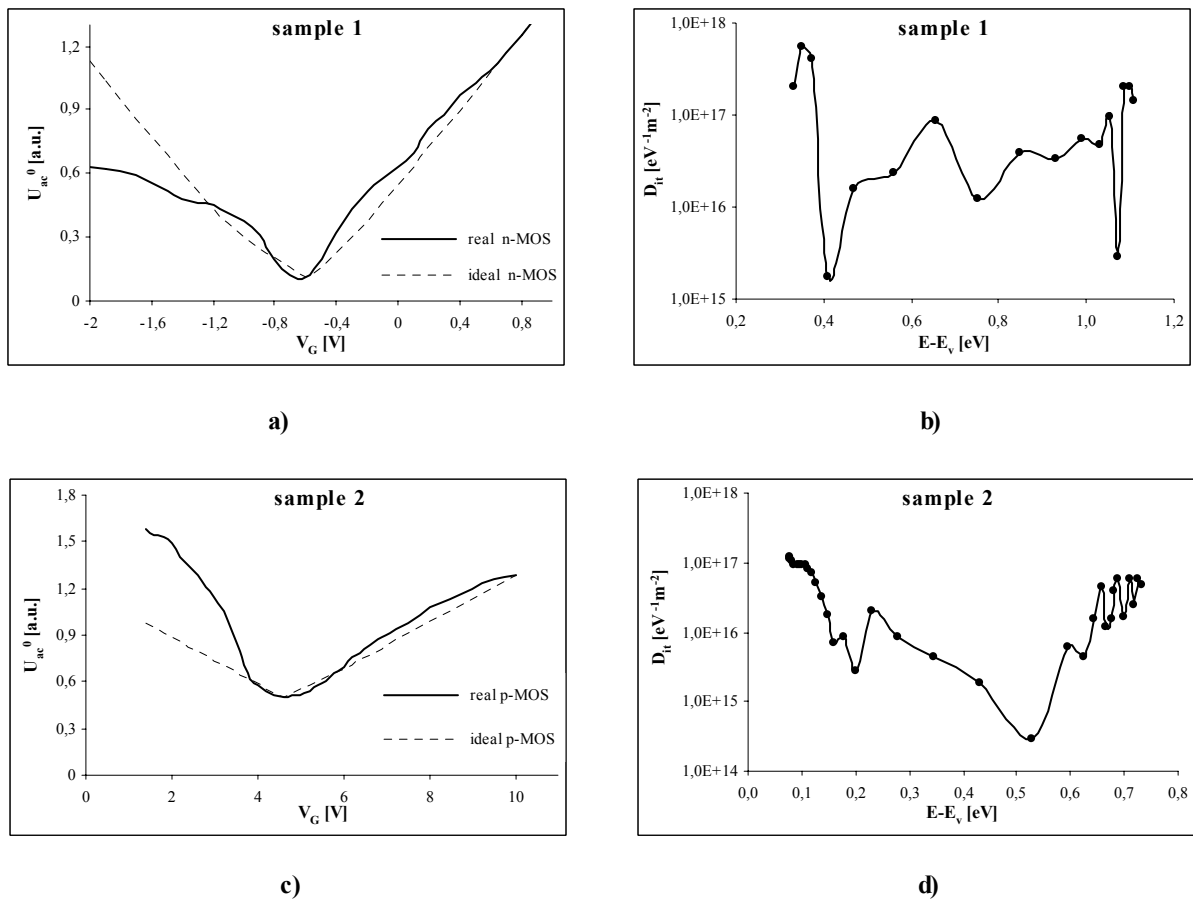 sample 1
1,2
0,9
0,6
0,3
0
U_ac^0 [a.u.]
-2 -1,6 -1,2 -0,8 -0,4 0 0,4 0,8
V_G [V]
real n-MOS
ideal n-MOS
a)
sample 1
1,0E+18
1,0E+17
1,0E+16
1,0E+15
D_it [eV^-1m^-2]
0,2 0,4 0,6 0,8 1,0 1,2
E-E_v [eV]
b)
sample 2
1,8
1,5
1,2
0,9
0,6
0,3
0
U_ac^0 [a.u.]
0 2 4 6 8 10
V_G [V]
real p-MOS
ideal p-MOS
c)
sample 2
1,0E+18
1,0E+17
1,0E+16
1,0E+15
1,0E+14
D_it [eV^-1m^-2]
0,0 0,1 0,2 0,3 0,4 0,5 0,6 0,7 0,8
E-E_v [eV]
d)